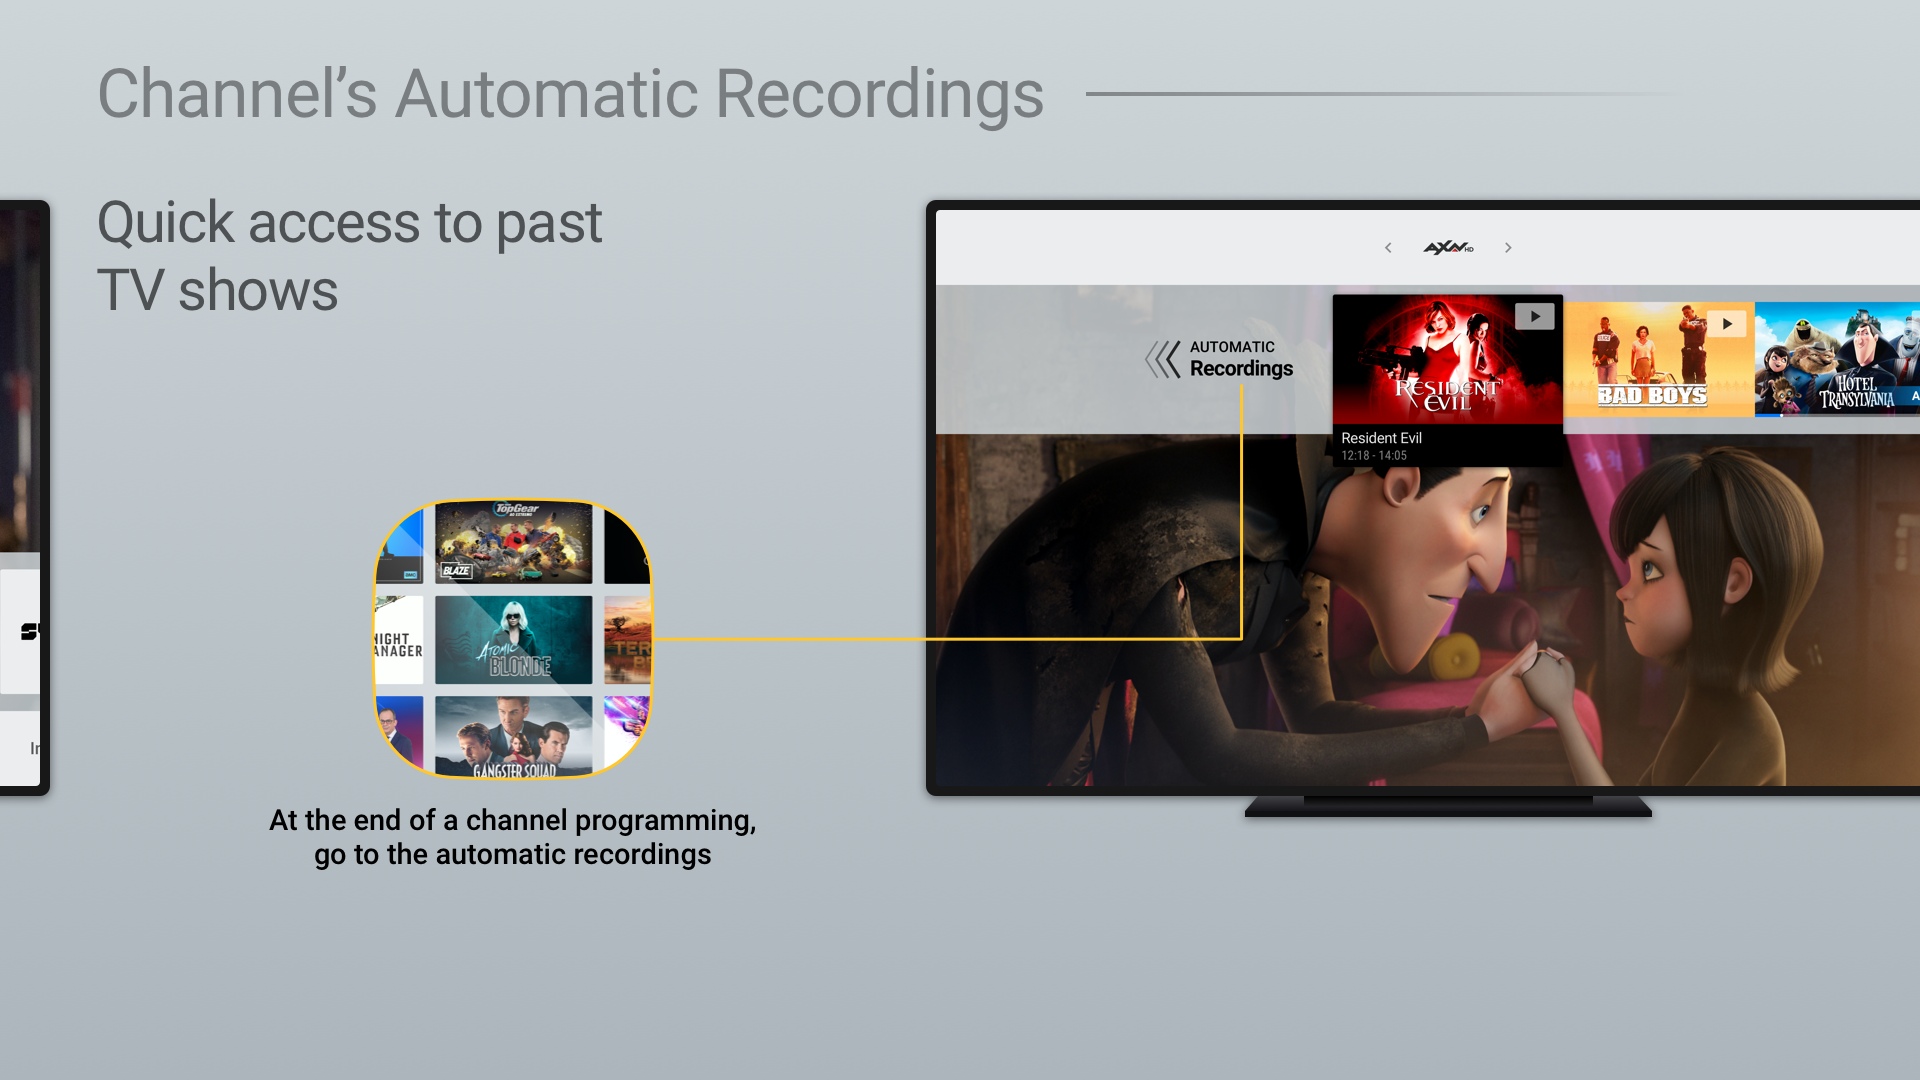 Channel’s Automatic Recordings
Quick access to past
TV shows
AXN HD
AUTOMATIC
Recordings
RESIDENT
EVIL
Resident Evil
12:18 - 14:05
BAD BOYS
HOTEL
TRANSYLVANIA
TopGear
BLAZE
NIGHT
MANAGER
ATOMIC
BLONDE
GANGSTER SQUAD
At the end of a channel programming,
go to the automatic recordings